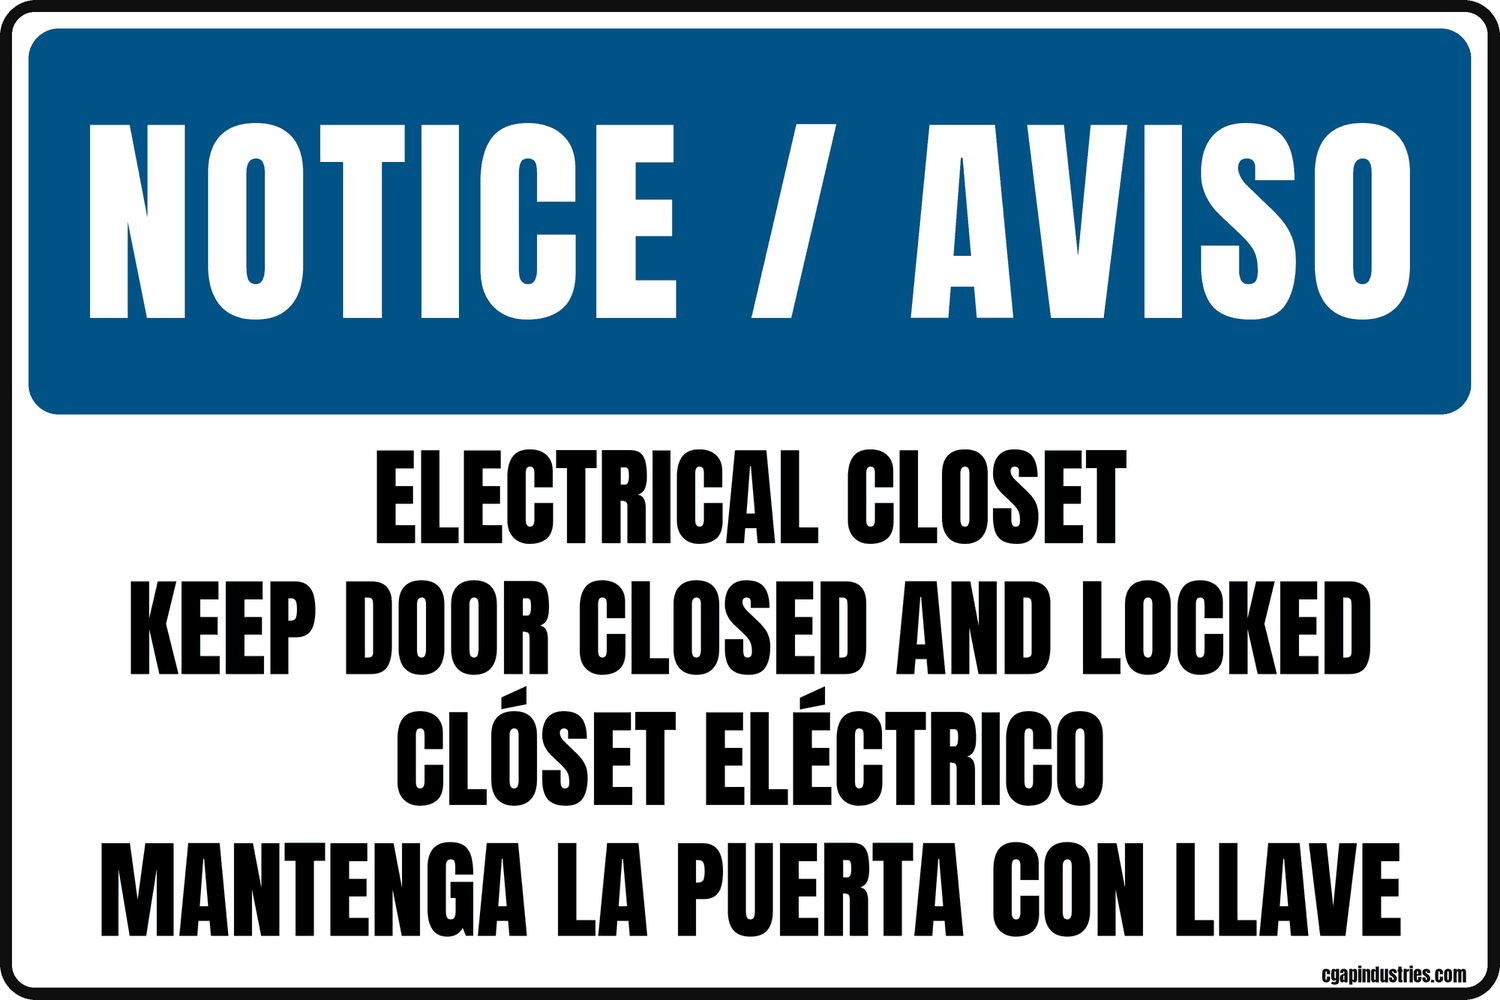 NOTICE / AVISO
ELECTRICAL CLOSET
KEEP DOOR CLOSED AND LOCKED
CLÓSET ELÉCTRICO
MANTENGA LA PUERTA CON LLAVE
cgapindustries.com